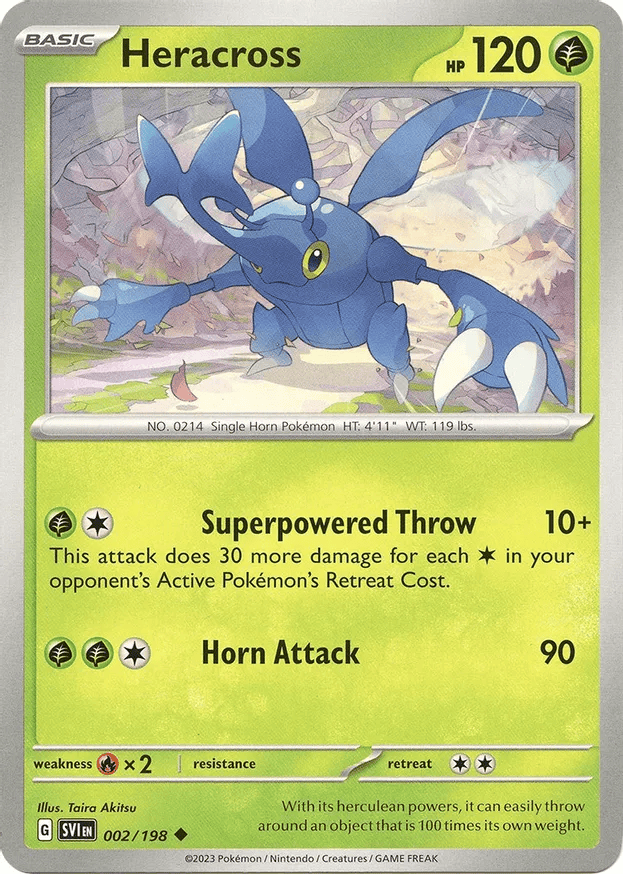 BASIC
Heracross HP 120
NO. 0214 Single Horn Pokémon HT: 4'11" WT: 119 lbs.
Superpowered Throw 10+
This attack does 30 more damage for each ✶ in your
opponent's Active Pokémon's Retreat Cost.
Horn Attack 90
weakness ×2 resistance retreat
Illus. Taira Akitsu
With its herculean powers, it can easily throw
around an object that is 100 times its own weight.
G SVI EN 002/198 ◆
©2023 Pokémon / Nintendo / Creatures / GAME FREAK